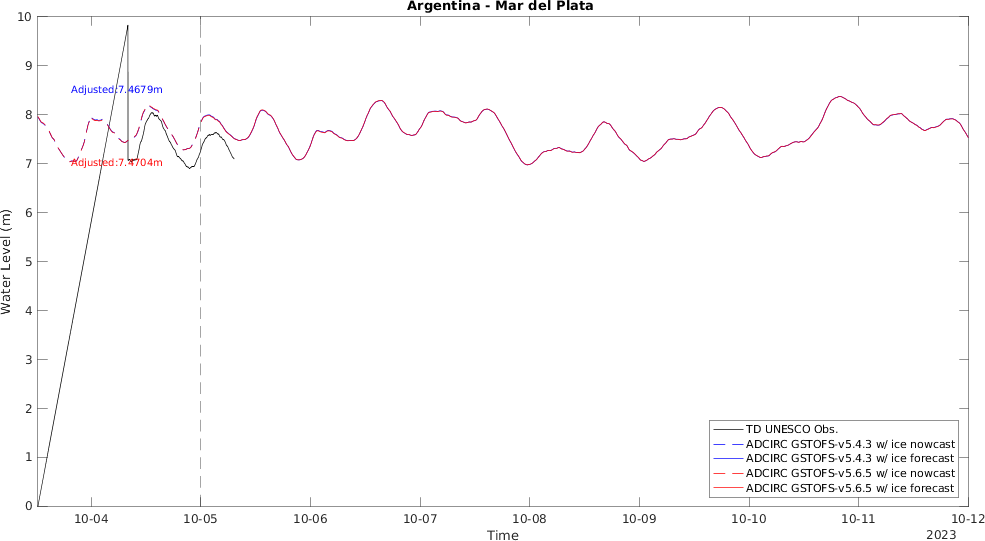 Argentina - Mar del Plata
10
9
8
7
6
5
4
3
2
1
0
Water Level (m)
Adjusted:7.4679m
Adjusted:7.4704m
TD UNESCO Obs.
ADCIRC GSTOFS-v5.4.3 w/ ice nowcast
ADCIRC GSTOFS-v5.4.3 w/ ice forecast
ADCIRC GSTOFS-v5.6.5 w/ ice nowcast
ADCIRC GSTOFS-v5.6.5 w/ ice forecast
10-04 10-05 10-06 10-07 10-08 10-09 10-10 10-11 10-12
Time
2023